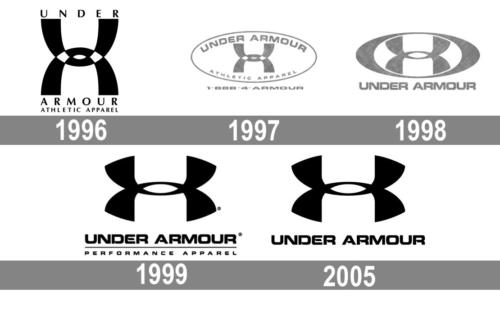 UNDER
ARMOUR
ATHLETIC APPAREL
UNDER ARMOUR
ATHLETIC APPAREL
1·888·4·ARMOUR
UNDER ARMOUR
1996
1997
1998
UNDER ARMOUR®
PERFORMANCE APPAREL
UNDER ARMOUR
1999
2005